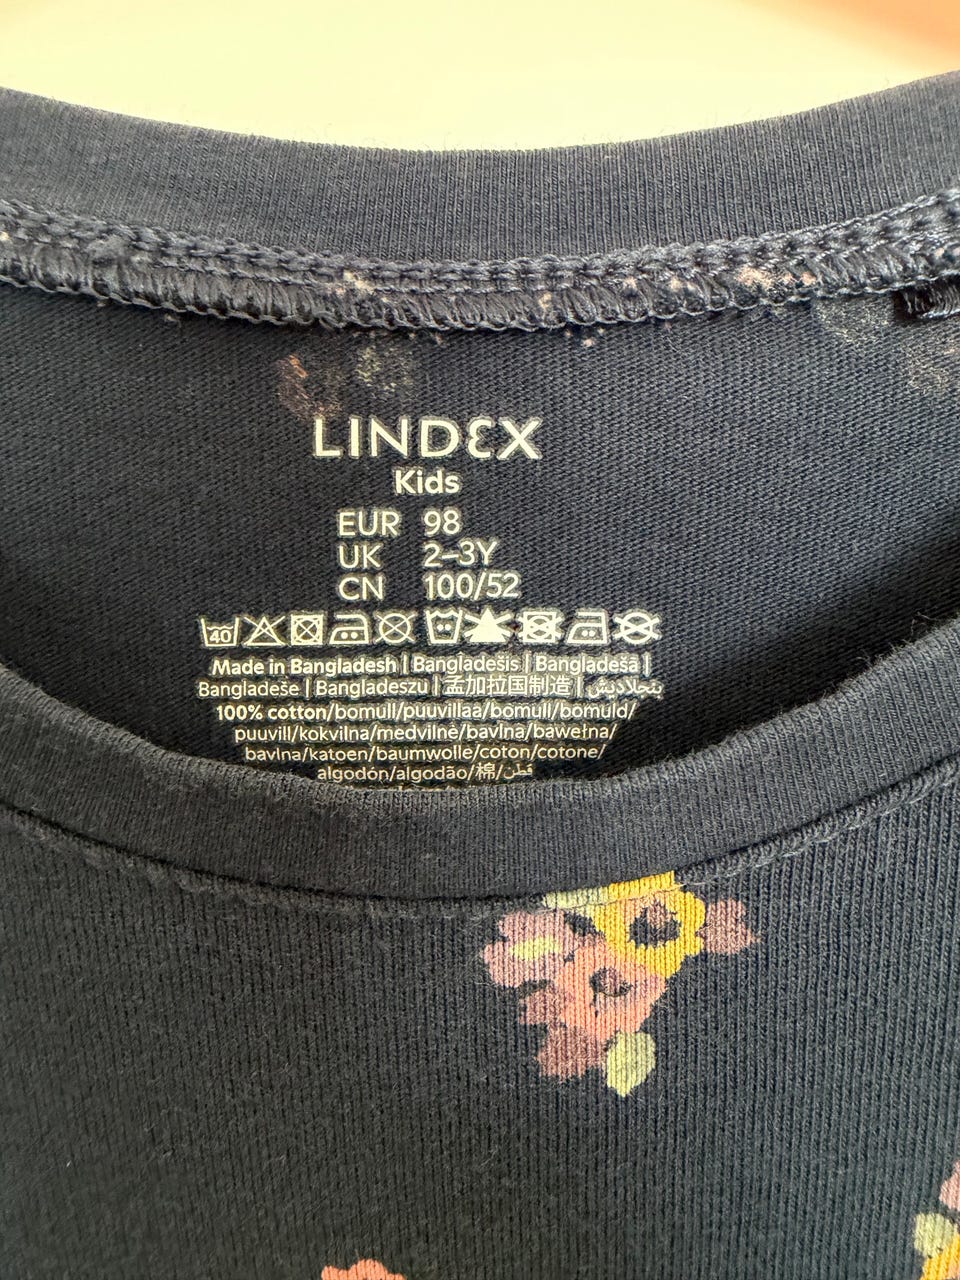 LINDEX
Kids
EUR 98
UK 2–3Y
CN 100/52
40
Made in Bangladesh | Bangladešis | Bangladešā |
Bangladeše | Bangladeszu | 孟加拉国制造 | بنجلاديش
100% cotton/bomull/puuvillaa/bomull/bomuld/
puuvill/kokvilna/medvilnė/bavlna/bawełna/
bavlna/katoen/baumwolle/coton/cotone/
algodón/algodão/棉/قطن